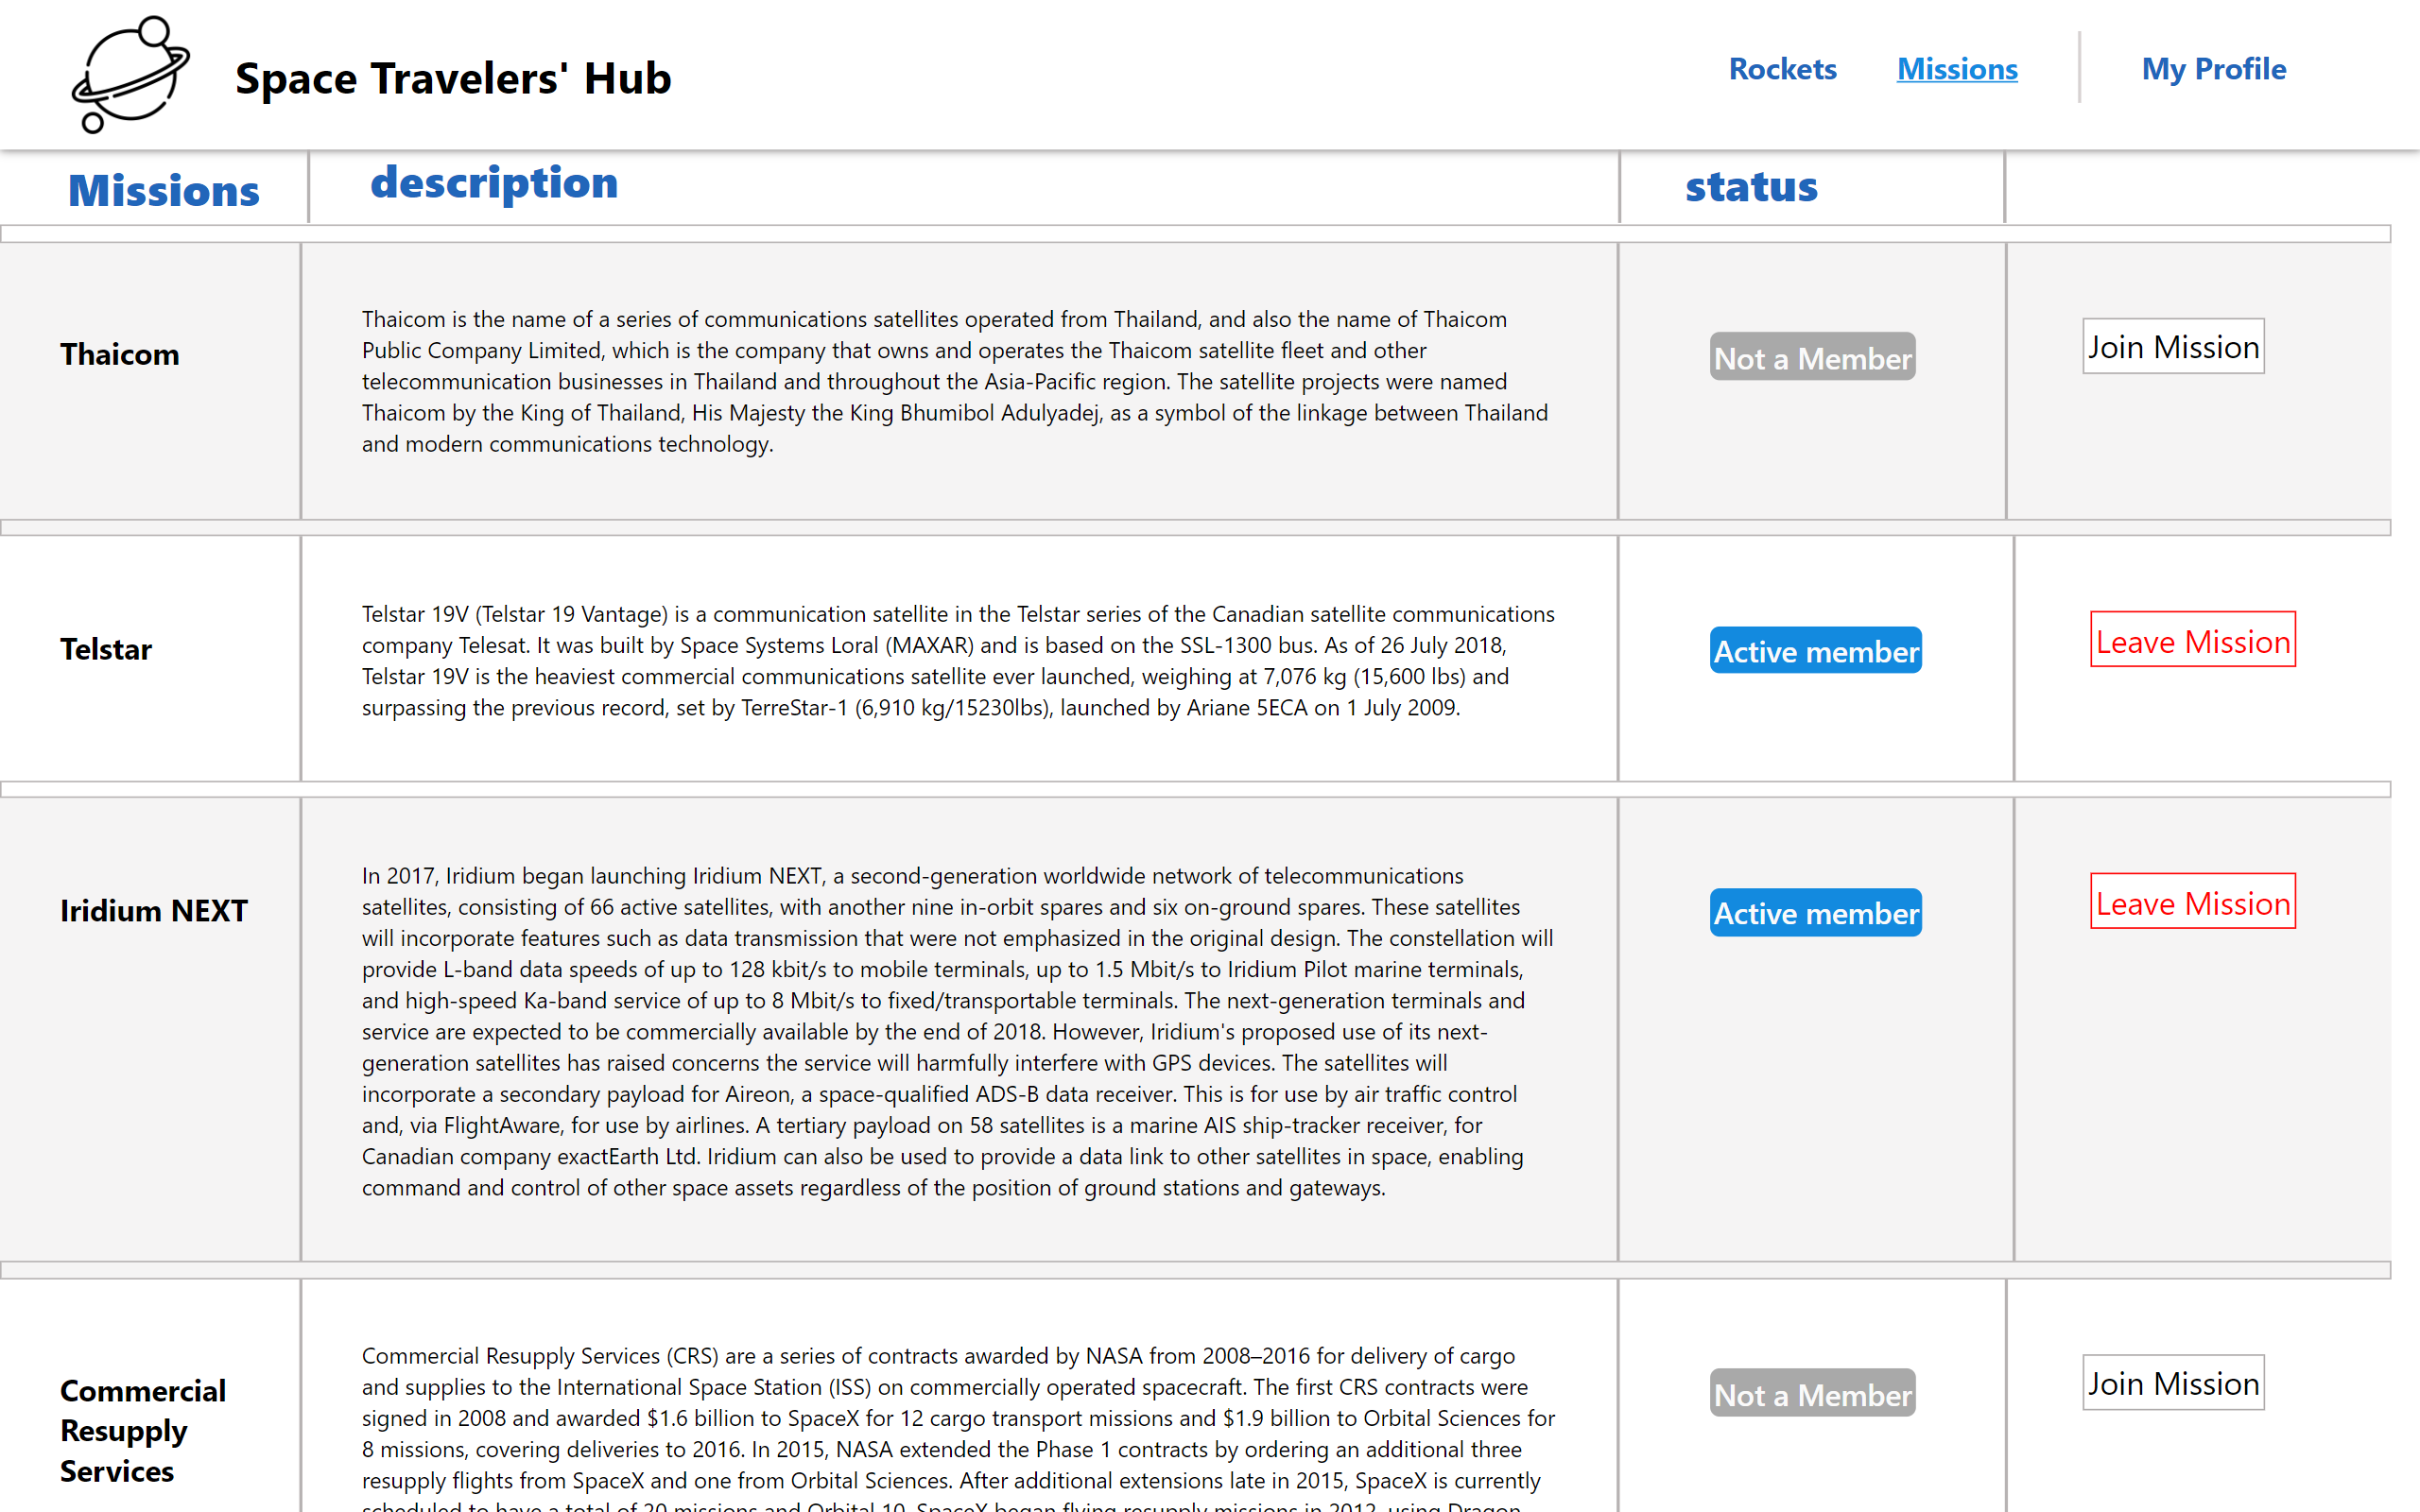 Space Travelers' Hub
Rockets
Missions
My Profile
Missions
description
status
Thaicom
Thaicom is the name of a series of communications satellites operated from Thailand, and also the name of Thaicom
Public Company Limited, which is the company that owns and operates the Thaicom satellite fleet and other
telecommunication businesses in Thailand and throughout the Asia-Pacific region. The satellite projects were named
Thaicom by the King of Thailand, His Majesty the King Bhumibol Adulyadej, as a symbol of the linkage between Thailand
and modern communications technology.
Not a Member
Join Mission
Telstar
Telstar 19V (Telstar 19 Vantage) is a communication satellite in the Telstar series of the Canadian satellite communications
company Telesat. It was built by Space Systems Loral (MAXAR) and is based on the SSL-1300 bus. As of 26 July 2018,
Telstar 19V is the heaviest commercial communications satellite ever launched, weighing at 7,076 kg (15,600 lbs) and
surpassing the previous record, set by TerreStar-1 (6,910 kg/15230lbs), launched by Ariane 5ECA on 1 July 2009.
Active member
Leave Mission
Iridium NEXT
In 2017, Iridium began launching Iridium NEXT, a second-generation worldwide network of telecommunications
satellites, consisting of 66 active satellites, with another nine in-orbit spares and six on-ground spares. These satellites
will incorporate features such as data transmission that were not emphasized in the original design. The constellation will
provide L-band data speeds of up to 128 kbit/s to mobile terminals, up to 1.5 Mbit/s to Iridium Pilot marine terminals,
and high-speed Ka-band service of up to 8 Mbit/s to fixed/transportable terminals. The next-generation terminals and
service are expected to be commercially available by the end of 2018. However, Iridium's proposed use of its next-
generation satellites has raised concerns the service will harmfully interfere with GPS devices. The satellites will
incorporate a secondary payload for Aireon, a space-qualified ADS-B data receiver. This is for use by air traffic control
and, via FlightAware, for use by airlines. A tertiary payload on 58 satellites is a marine AIS ship-tracker receiver, for
Canadian company exactEarth Ltd. Iridium can also be used to provide a data link to other satellites in space, enabling
command and control of other space assets regardless of the position of ground stations and gateways.
Active member
Leave Mission
Commercial
Resupply
Services
Commercial Resupply Services (CRS) are a series of contracts awarded by NASA from 2008–2016 for delivery of cargo
and supplies to the International Space Station (ISS) on commercially operated spacecraft. The first CRS contracts were
signed in 2008 and awarded $1.6 billion to SpaceX for 12 cargo transport missions and $1.9 billion to Orbital Sciences for
8 missions, covering deliveries to 2016. In 2015, NASA extended the Phase 1 contracts by ordering an additional three
resupply flights from SpaceX and one from Orbital Sciences. After additional extensions late in 2015, SpaceX is currently
scheduled to have a total of 20 missions and Orbital 10. SpaceX began flying resupply missions in 2012, using Dragon
Not a Member
Join Mission